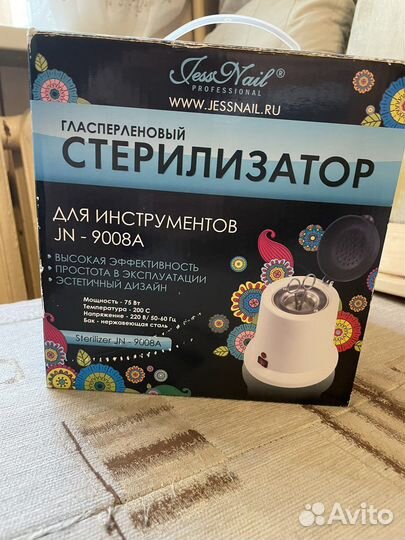 JessNail®
PROFESSIONAL
WWW.JESSNAIL.RU
ГЛАСПЕРЛЕНОВЫЙ
СТЕРИЛИЗАТОР
ДЛЯ ИНСТРУМЕНТОВ
JN - 9008A
• ВЫСОКАЯ ЭФФЕКТИВНОСТЬ
• ПРОСТОТА В ЭКСПЛУАТАЦИИ
• ЭСТЕТИЧНЫЙ ДИЗАЙН
Мощность - 75 Вт
Температура - 200 С
Напряжение - 220 В/ 50-60 Гц
Бак - нержавеющая сталь
Sterilizer JN - 9008A
Avito